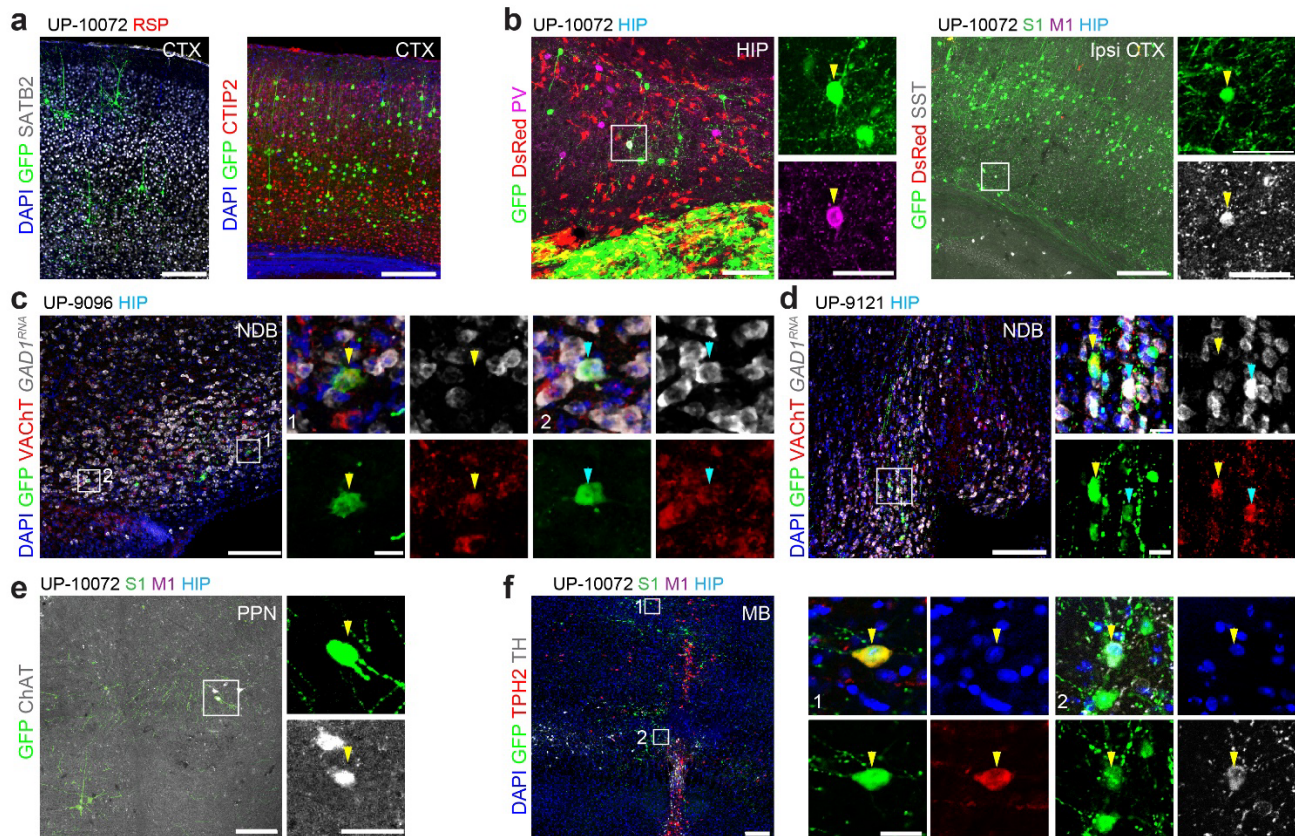 a
UP-10072 RSP
DAPI GFP SATB2
CTX
DAPI GFP CTIP2
CTX
b
UP-10072 HIP
GFP DsRed PV
HIP
UP-10072 S1 M1 HIP
GFP DsRed SST
Ipsi CTX
c
UP-9096 HIP
DAPI GFP VAChT GAD1RNA
NDB
1
2
1
2
d
UP-9121 HIP
DAPI GFP VAChT GAD1RNA
NDB
e
UP-10072 S1 M1 HIP
GFP ChAT
PPN
f
UP-10072 S1 M1 HIP
DAPI GFP TPH2 TH
1
MB
2
1
2